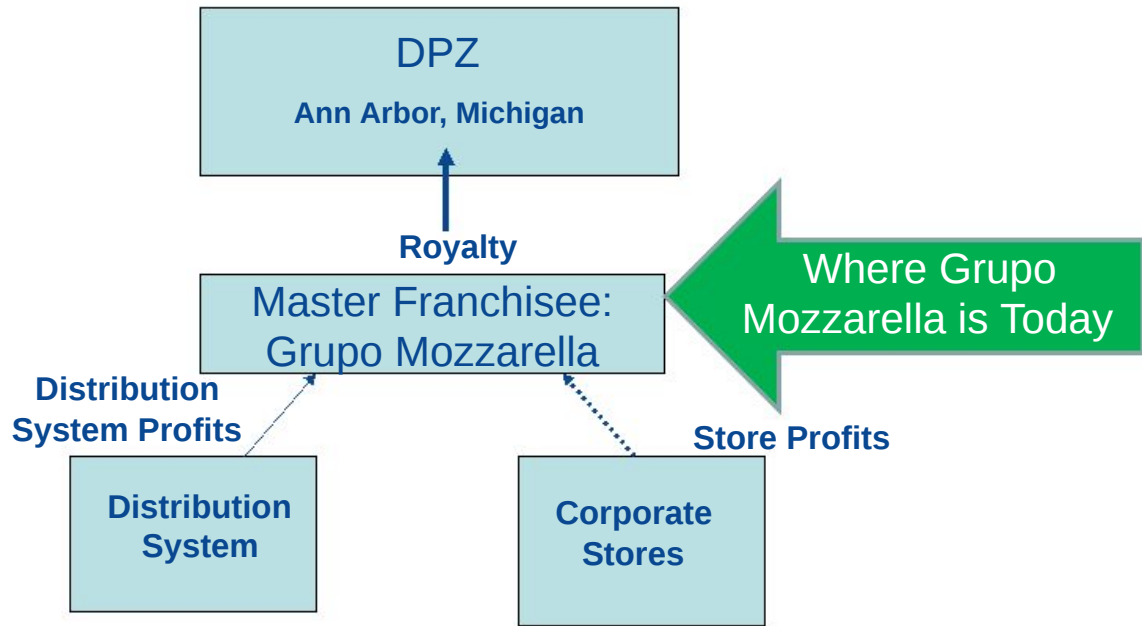 DPZ
Ann Arbor, Michigan
Royalty
Master Franchisee:
Grupo Mozzarella
Where Grupo
Mozzarella is Today
Distribution
System Profits
Store Profits
Distribution
System
Corporate
Stores